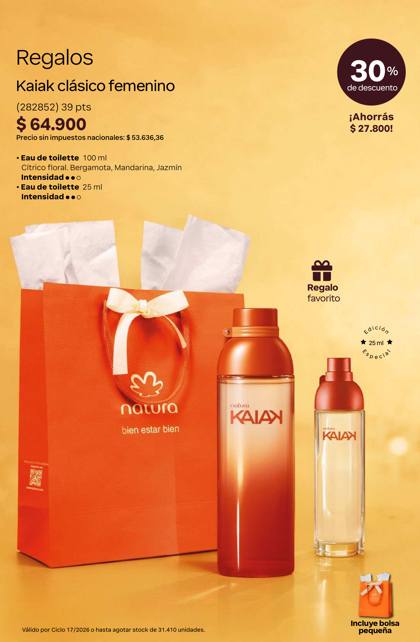 Regalos
Kaiak clásico femenino
(282852) 39 pts
$ 64.900
Precio sin impuestos nacionales: $ 53.636,36
• Eau de toilette 100 ml
Cítrico floral. Bergamota, Mandarina, Jazmín
Intensidad ●●○
• Eau de toilette 25 ml
Intensidad ●●○
30%
de descuento
¡Ahorrás
$ 27.800!
Regalo
favorito
Edición
★ 25 ml ★
Especial
natura
bien estar bien
natura
KAIAK
KAIAK
Incluye bolsa
pequeña
Válido por Ciclo 17/2026 o hasta agotar stock de 31.410 unidades.